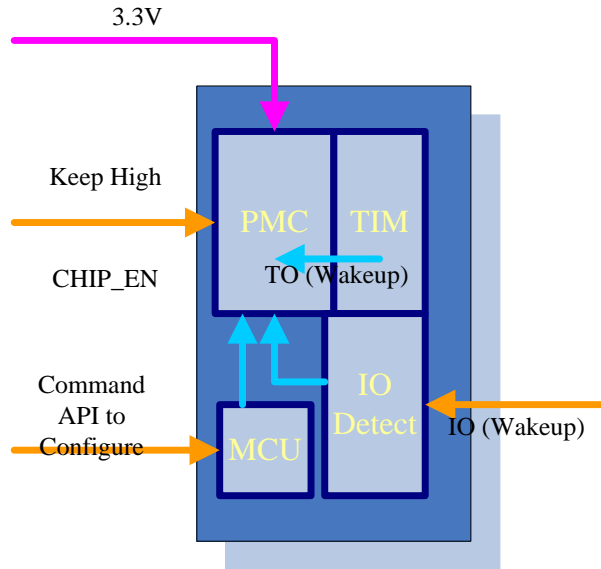 3.3V
Keep High
PMC
TIM
TO (Wakeup)
CHIP_EN
Command
API to
Configure
IO
Detect
MCU
IO (Wakeup)